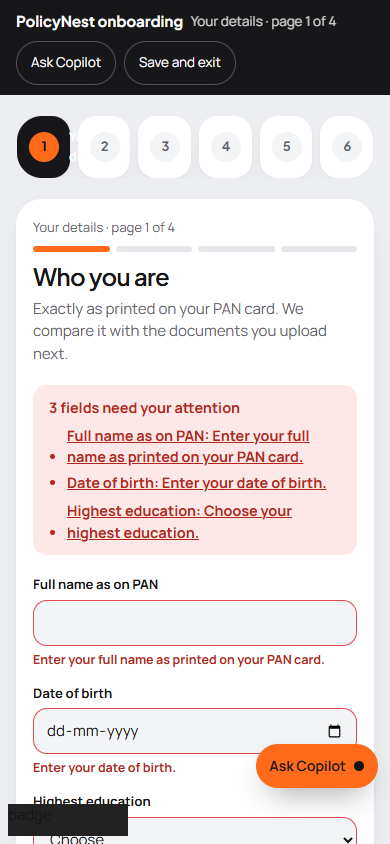 PolicyNest onboarding Your details · page 1 of 4
Ask Copilot Save and exit
1 2 3 4 5 6
Your details · page 1 of 4
Who you are
Exactly as printed on your PAN card. We
compare it with the documents you upload
next.
3 fields need your attention
Full name as on PAN: Enter your full
name as printed on your PAN card.
Date of birth: Enter your date of birth.
Highest education: Choose your
highest education.
Full name as on PAN
Enter your full name as printed on your PAN card.
Date of birth
dd-mm-yyyy
Enter your date of birth.
Ask Copilot
Highest education
badge
Choose